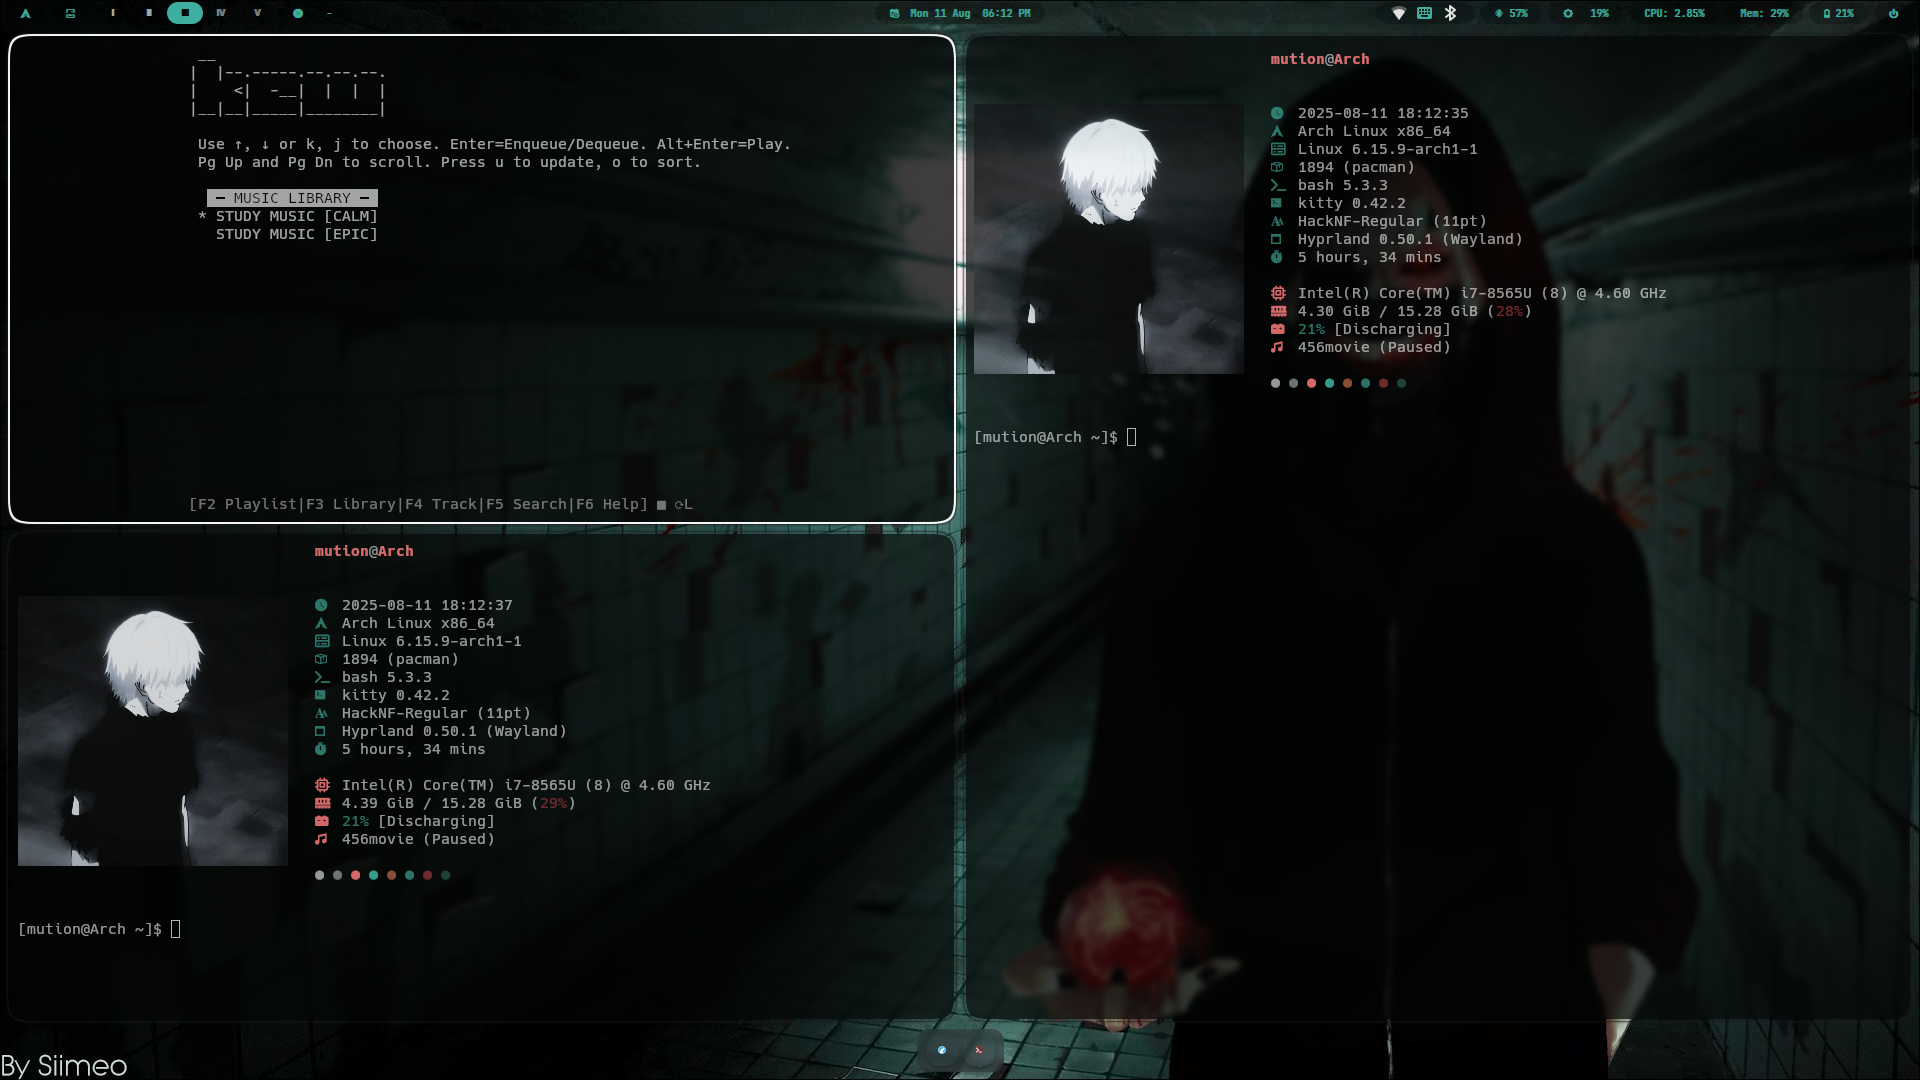 I II III IV V -
Mon 11 Aug 06:12 PM
57% 19% CPU: 2.85% Mem: 29% 21%
__
| |--.-----.--.--.--.
| <| -__| | | |
|__|__|_____|________|
Use ↑, ↓ or k, j to choose. Enter=Enqueue/Dequeue. Alt+Enter=Play.
Pg Up and Pg Dn to scroll. Press u to update, o to sort.
─ MUSIC LIBRARY ─
* STUDY MUSIC [CALM]
STUDY MUSIC [EPIC]
[F2 Playlist|F3 Library|F4 Track|F5 Search|F6 Help] ■ ⟳L
mution@Arch
2025-08-11 18:12:35
Arch Linux x86_64
Linux 6.15.9-arch1-1
1894 (pacman)
bash 5.3.3
kitty 0.42.2
HackNF-Regular (11pt)
Hyprland 0.50.1 (Wayland)
5 hours, 34 mins
Intel(R) Core(TM) i7-8565U (8) @ 4.60 GHz
4.30 GiB / 15.28 GiB (28%)
21% [Discharging]
456movie (Paused)
[mution@Arch ~]$
mution@Arch
2025-08-11 18:12:37
Arch Linux x86_64
Linux 6.15.9-arch1-1
1894 (pacman)
bash 5.3.3
kitty 0.42.2
HackNF-Regular (11pt)
Hyprland 0.50.1 (Wayland)
5 hours, 34 mins
Intel(R) Core(TM) i7-8565U (8) @ 4.60 GHz
4.39 GiB / 15.28 GiB (29%)
21% [Discharging]
456movie (Paused)
[mution@Arch ~]$
By Siimeo